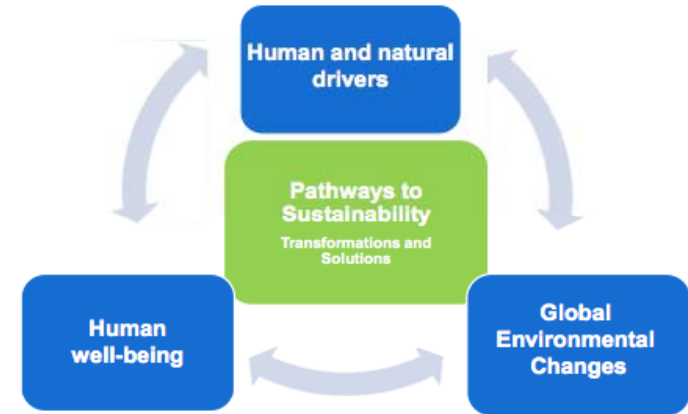 Human and natural
drivers
Pathways to
Sustainability
Transformations and
Solutions
Human
well-being
Global
Environmental
Changes